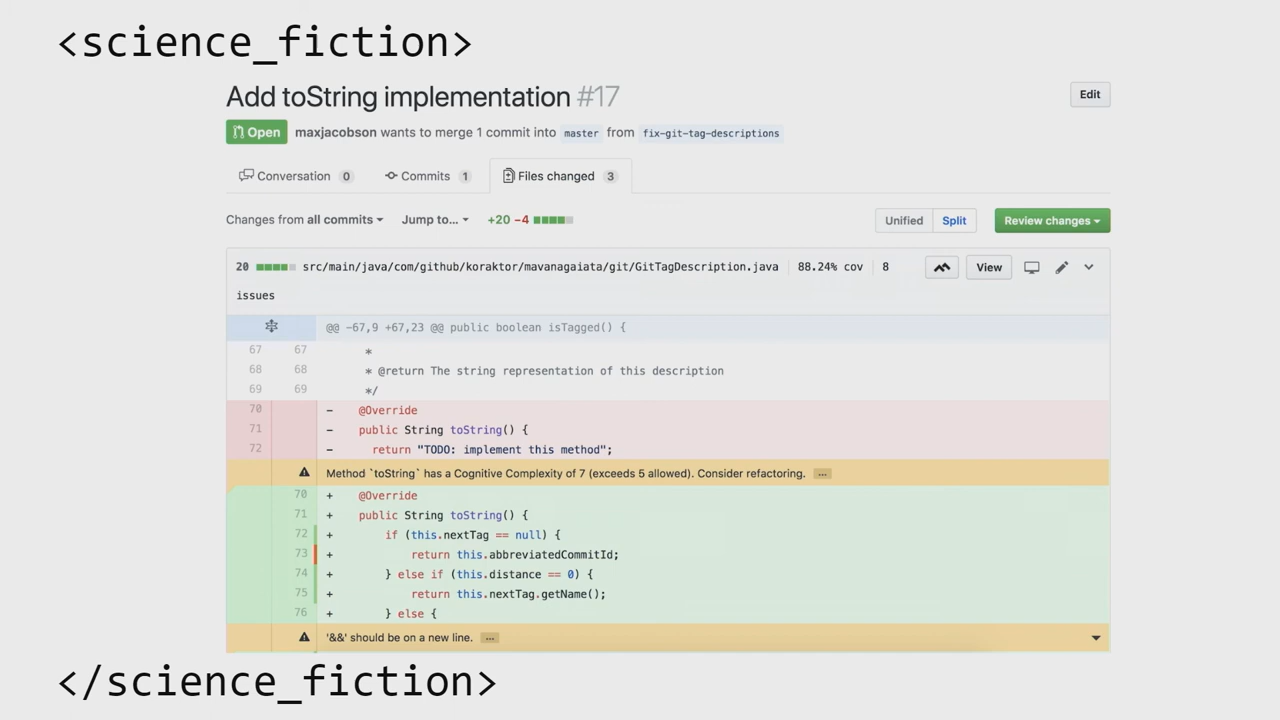 <science_fiction>
Add toString implementation #17
Edit
Open maxjacobson wants to merge 1 commit into master from fix-git-tag-descriptions
Conversation 0 Commits 1 Files changed 3
Changes from all commits Jump to... +20 −4
Unified Split Review changes
20 src/main/java/com/github/koraktor/mavanagaiata/git/GitTagDescription.java 88.24% cov 8
View
issues
@@ -67,9 +67,23 @@ public boolean isTagged() {
67 67 *
68 68 * @return The string representation of this description
69 69 */
70 - @Override
71 - public String toString() {
72 - return "TODO: implement this method";
Method `toString` has a Cognitive Complexity of 7 (exceeds 5 allowed). Consider refactoring. ...
70 + @Override
71 + public String toString() {
72 + if (this.nextTag == null) {
73 + return this.abbreviatedCommitId;
74 + } else if (this.distance == 0) {
75 + return this.nextTag.getName();
76 + } else {
'&&' should be on a new line. ...
</science_fiction>